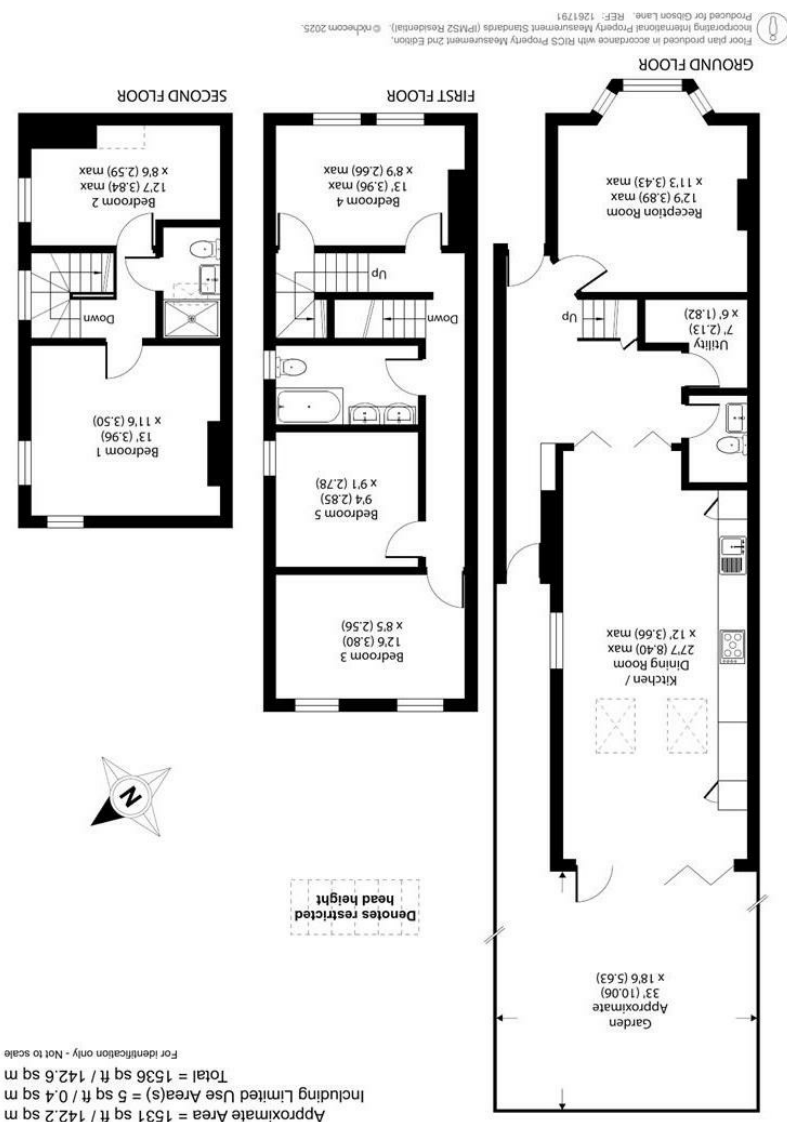 Approximate Area = 1531 sq ft / 142.2 sq m
Including Limited Use Area(s) = 5 sq ft / 0.4 sq m
Total = 1536 sq ft / 142.6 sq m
For identification only - Not to scale
Garden
Approximate
33' (10.06)
x 18'6 (5.63)
Denotes restricted
head height
N
Kitchen /
Dining Room
27'7 (8.40) max
x 12' (3.66) max
Utility
7' (2.13)
x 6' (1.82)
Up
Reception Room
12'9 (3.89) max
x 11'3 (3.43) max
GROUND FLOOR
Bedroom 3
12'6 (3.80)
x 8'5 (2.56)
Bedroom 5
9'4 (2.85)
x 9'1 (2.78)
Down
Up
Bedroom 4
13' (3.96) max
x 8'9 (2.66) max
FIRST FLOOR
Bedroom 1
13' (3.96)
x 11'6 (3.50)
Down
Bedroom 2
12'7 (3.84) max
x 8'6 (2.59) max
SECOND FLOOR
Floor plan produced in accordance with RICS Property Measurement 2nd Edition,
Incorporating International Property Measurement Standards (IPMS2 Residential). © nichecom 2025.
Produced for Gibson Lane. REF: 1261791